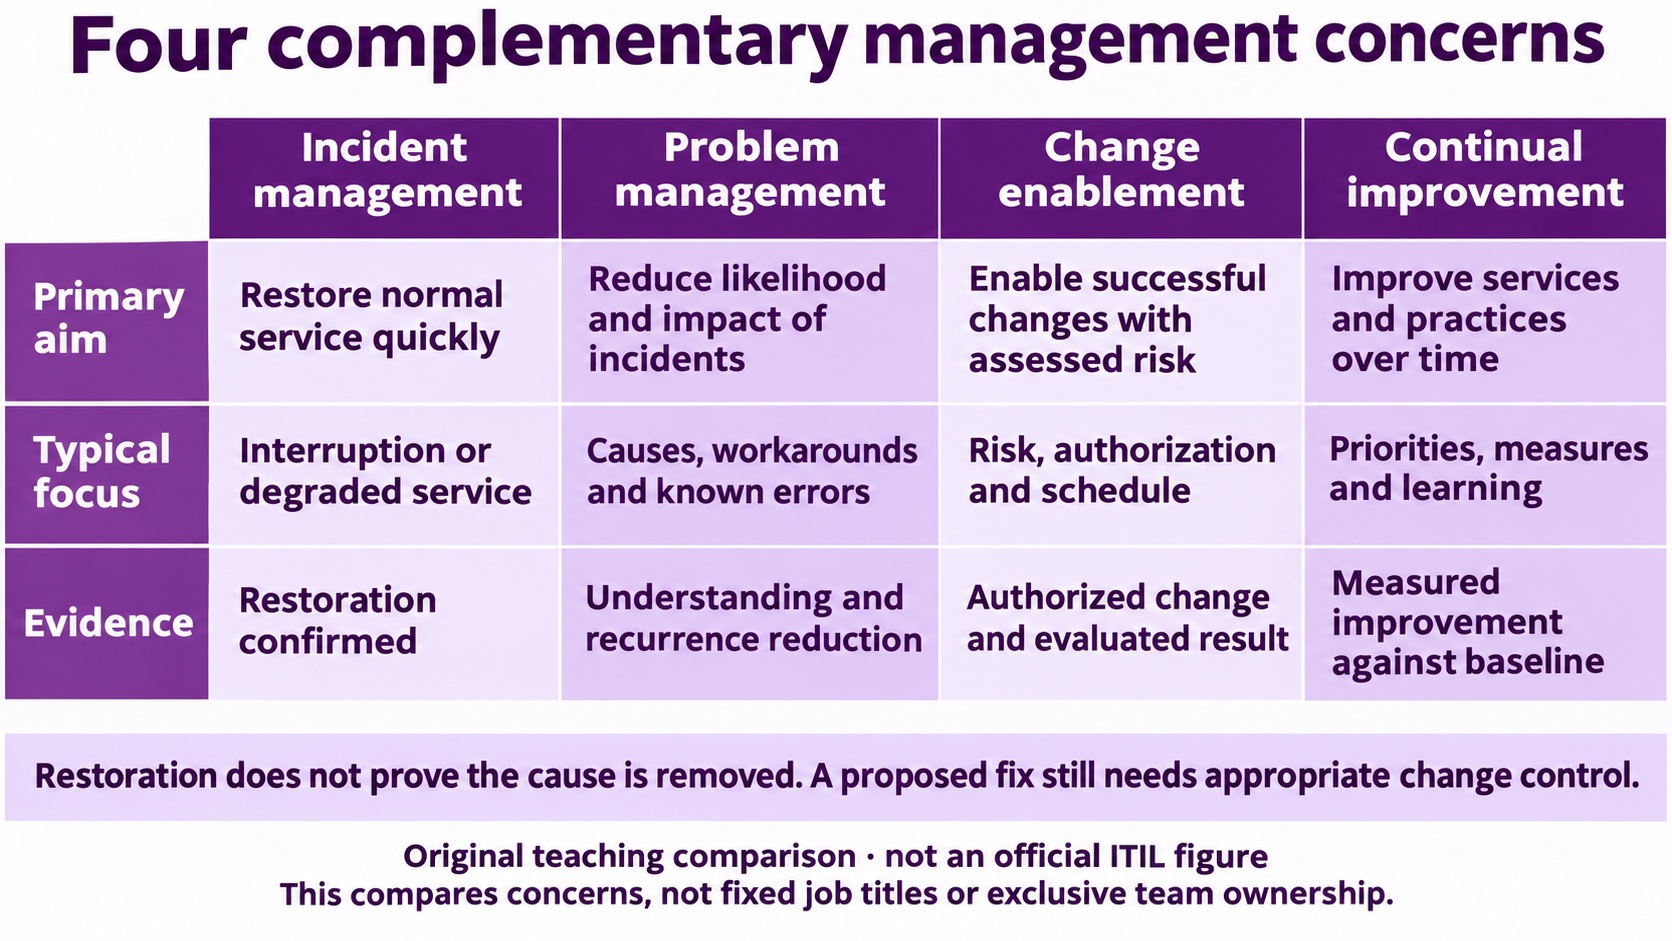 Four complementary management concerns
Incident
management
Problem
management
Change
enablement
Continual
improvement
Primary
aim
Restore normal
service quickly
Reduce likelihood
and impact of
incidents
Enable successful
changes with
assessed risk
Improve services
and practices
over time
Typical
focus
Interruption or
degraded service
Causes, workarounds
and known errors
Risk, authorization
and schedule
Priorities, measures
and learning
Evidence
Restoration
confirmed
Understanding and
recurrence reduction
Authorized change
and evaluated result
Measured
improvement
against baseline
Restoration does not prove the cause is removed. A proposed fix still needs appropriate change control.
Original teaching comparison · not an official ITIL figure
This compares concerns, not fixed job titles or exclusive team ownership.